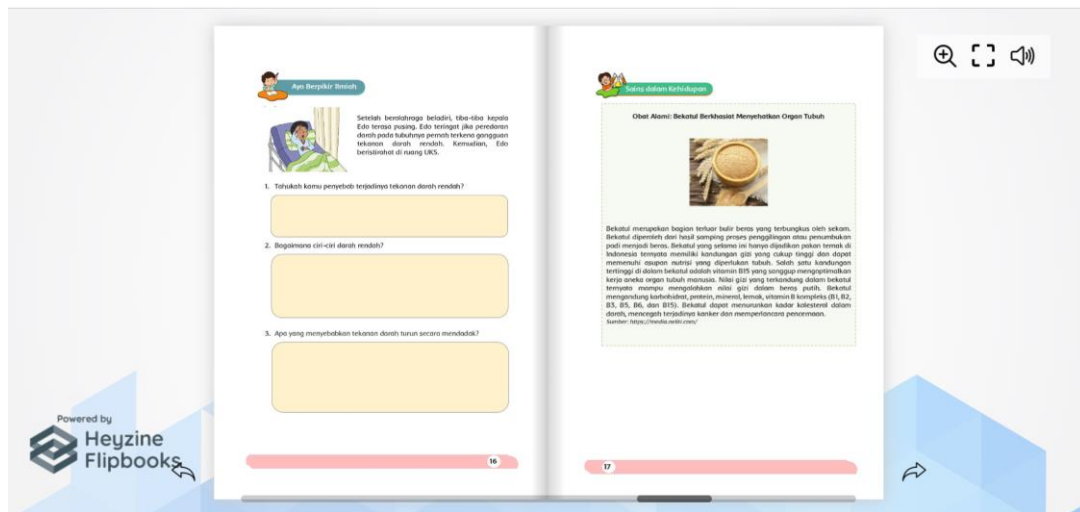 Ayo Berpikir Ilmiah
Setelah berolahraga beladiri, tiba-tiba kepala
Edo terasa pusing. Edo teringat jika peredaran
darah pada tubuhnya pernah terkena gangguan
tekanan darah rendah. Kemudian, Edo
beristirahat di ruang UKS.
1. Tahukah kamu penyebab terjadinya tekanan darah rendah?
2. Bagaimana ciri-ciri darah rendah?
3. Apa yang menyebabkan tekanan darah turun secara mendadak?
16
Sains dalam Kehidupan
Obat Alami: Bekatul Berkhasiat Menyehatkan Organ Tubuh
Bekatul merupakan bagian terluar bulir beras yang terbungkus oleh sekam.
Bekatul diperoleh dari hasil samping proses penggilingan atau penumbukan
padi menjadi beras. Bekatul yang selama ini hanya dijadikan pakan ternak di
Indonesia ternyata memiliki kandungan gizi yang cukup tinggi dan dapat
memenuhi asupan nutrisi yang diperlukan tubuh. Salah satu kandungan
tertinggi di dalam bekatul adalah vitamin B15 yang sanggup mengoptimalkan
kerja aneka organ tubuh manusia. Nilai gizi yang terkandung dalam bekatul
ternyata mampu mengalahkan nilai gizi dalam beras putih. Bekatul
mengandung karbohidrat, protein, mineral, lemak, vitamin B kompleks (B1, B2,
B3, B5, B6, dan B15). Bekatul dapat menurunkan kadar kolesterol dalam
darah, mencegah terjadinya kanker dan memperlancara pencernaan.
Sumber: https://media.neliti.com/
17
Powered by
Heyzine
Flipbooks